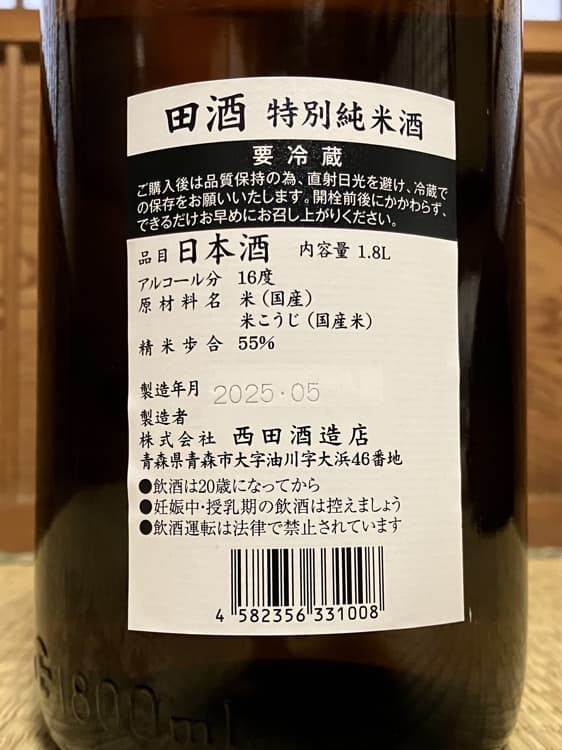 田酒 特別純米酒
要冷蔵
ご購入後は品質保持の為、直射日光を避け、冷蔵で
の保存をお願いいたします。開栓前後にかかわらず、
できるだけお早めにお召し上がりください。
品目 日本酒 内容量 1.8L
アルコール分 16度
原材料名 米(国産)
米こうじ(国産米)
精米歩合 55%
製造年月 2025・05
製造者
株式会社 西田酒造店
青森県青森市大字油川字大浜46番地
●飲酒は20歳になってから
●妊娠中・授乳期の飲酒は控えましょう
●飲酒運転は法律で禁止されています
4 582356 331008
1800ml